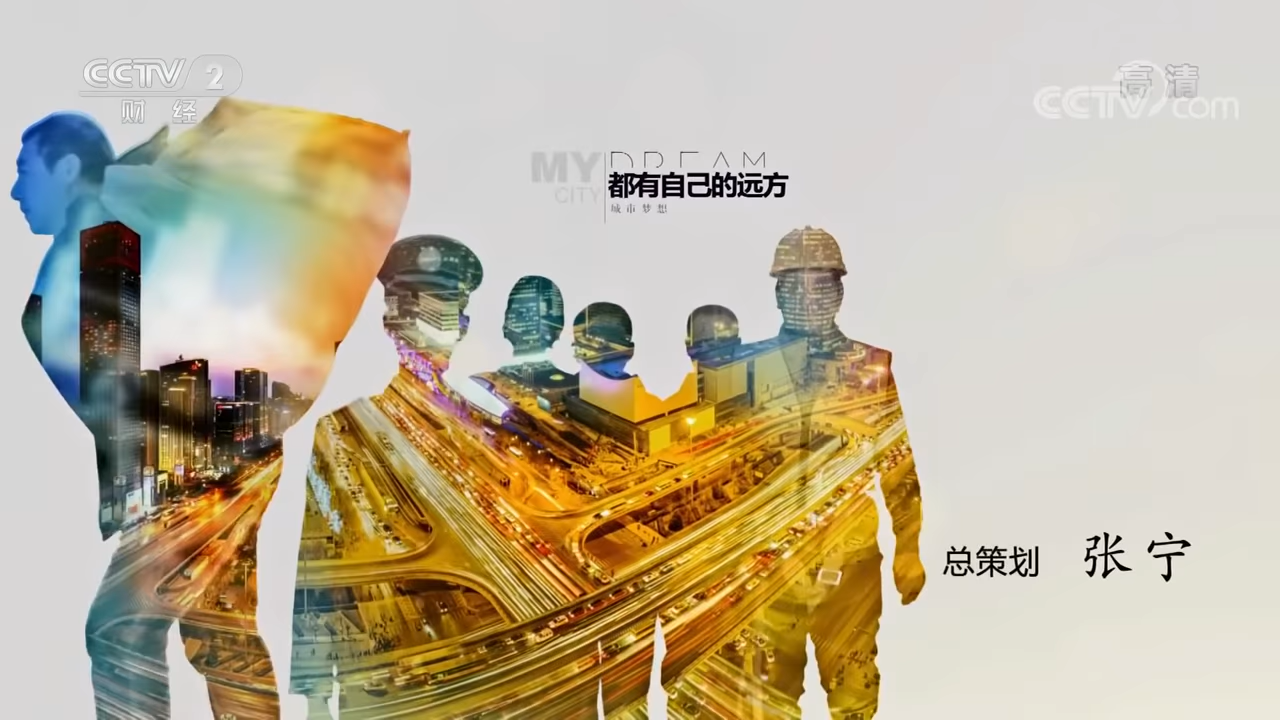 CCTV 2
财 经
高清
CCTV.com
MY DREAM
CITY
都有自己的远方
城市梦想
总策划 张宁